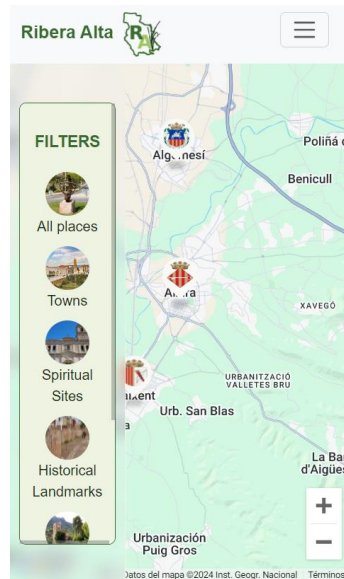 Ribera Alta
RA
FILTERS
All places
Towns
Spiritual
Sites
Historical
Landmarks
Poliñá
Benicull
XAVEGÓ
URBANITZACIÓ
VALLETES BRU
Urb. San Blas
La Ba
d'Aigües
+
−
Urbanización
Puig Gros
Datos del mapa ©2024 Inst. Geogr. Nacional
Términos